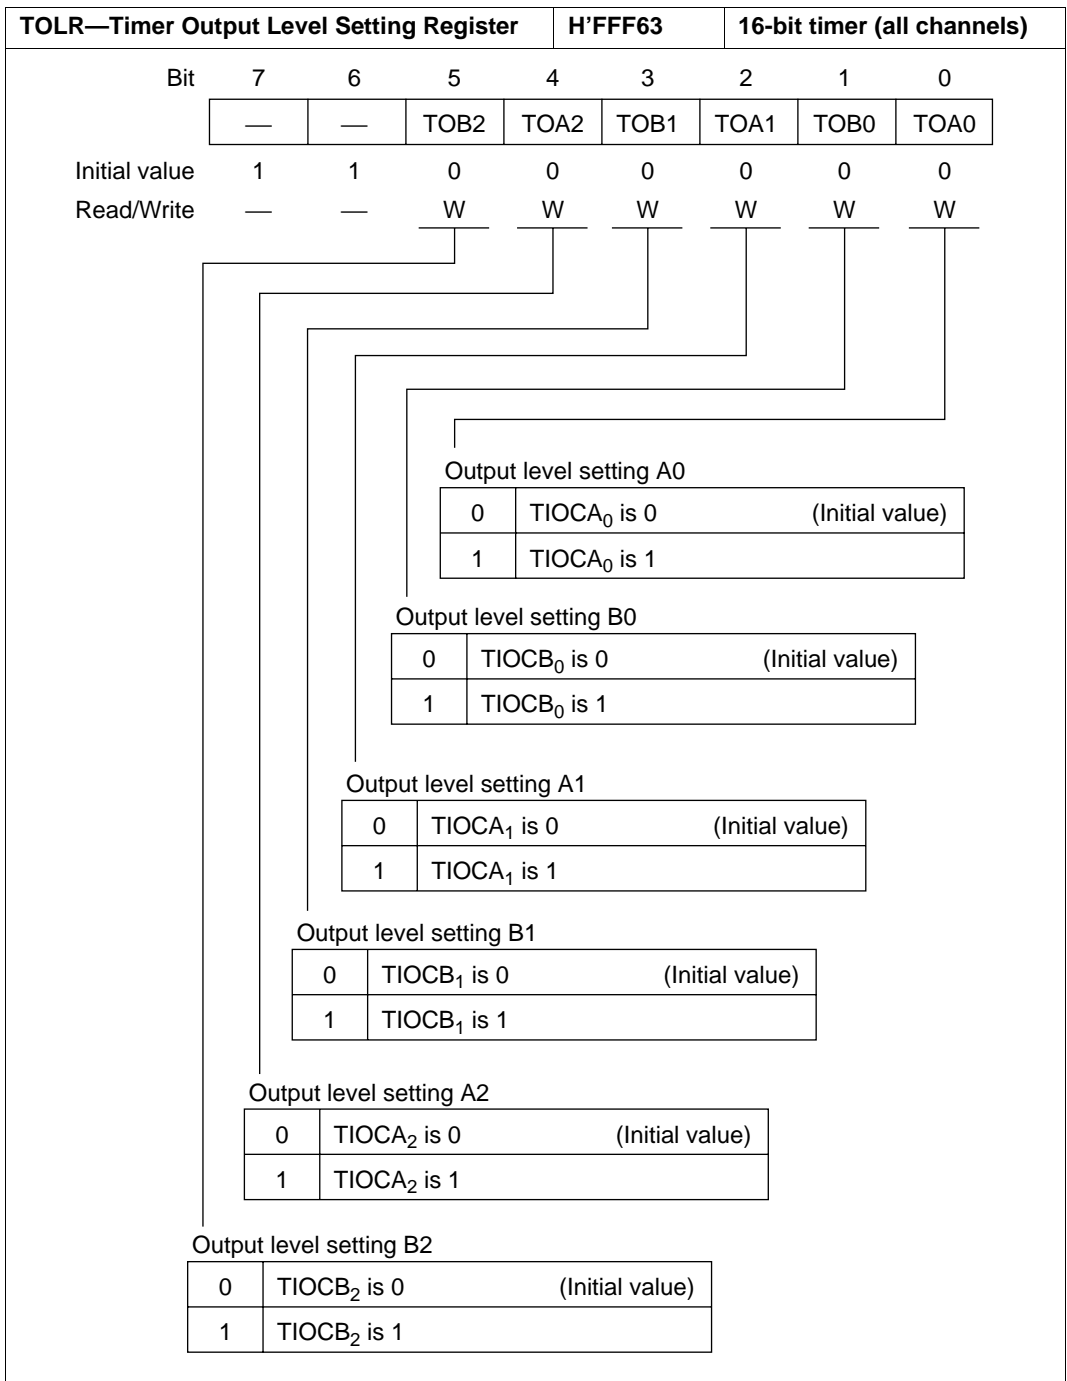 TOLR—Timer Output Level Setting Register H'FFF63 16-bit timer (all channels)
Bit 7 6 5 4 3 2 1 0
— — TOB2 TOA2 TOB1 TOA1 TOB0 TOA0
Initial value 1 1 0 0 0 0 0 0
Read/Write — — W W W W W W
Output level setting A0
0 TIOCA₀ is 0 (Initial value)
1 TIOCA₀ is 1
Output level setting B0
0 TIOCB₀ is 0 (Initial value)
1 TIOCB₀ is 1
Output level setting A1
0 TIOCA₁ is 0 (Initial value)
1 TIOCA₁ is 1
Output level setting B1
0 TIOCB₁ is 0 (Initial value)
1 TIOCB₁ is 1
Output level setting A2
0 TIOCA₂ is 0 (Initial value)
1 TIOCA₂ is 1
Output level setting B2
0 TIOCB₂ is 0 (Initial value)
1 TIOCB₂ is 1